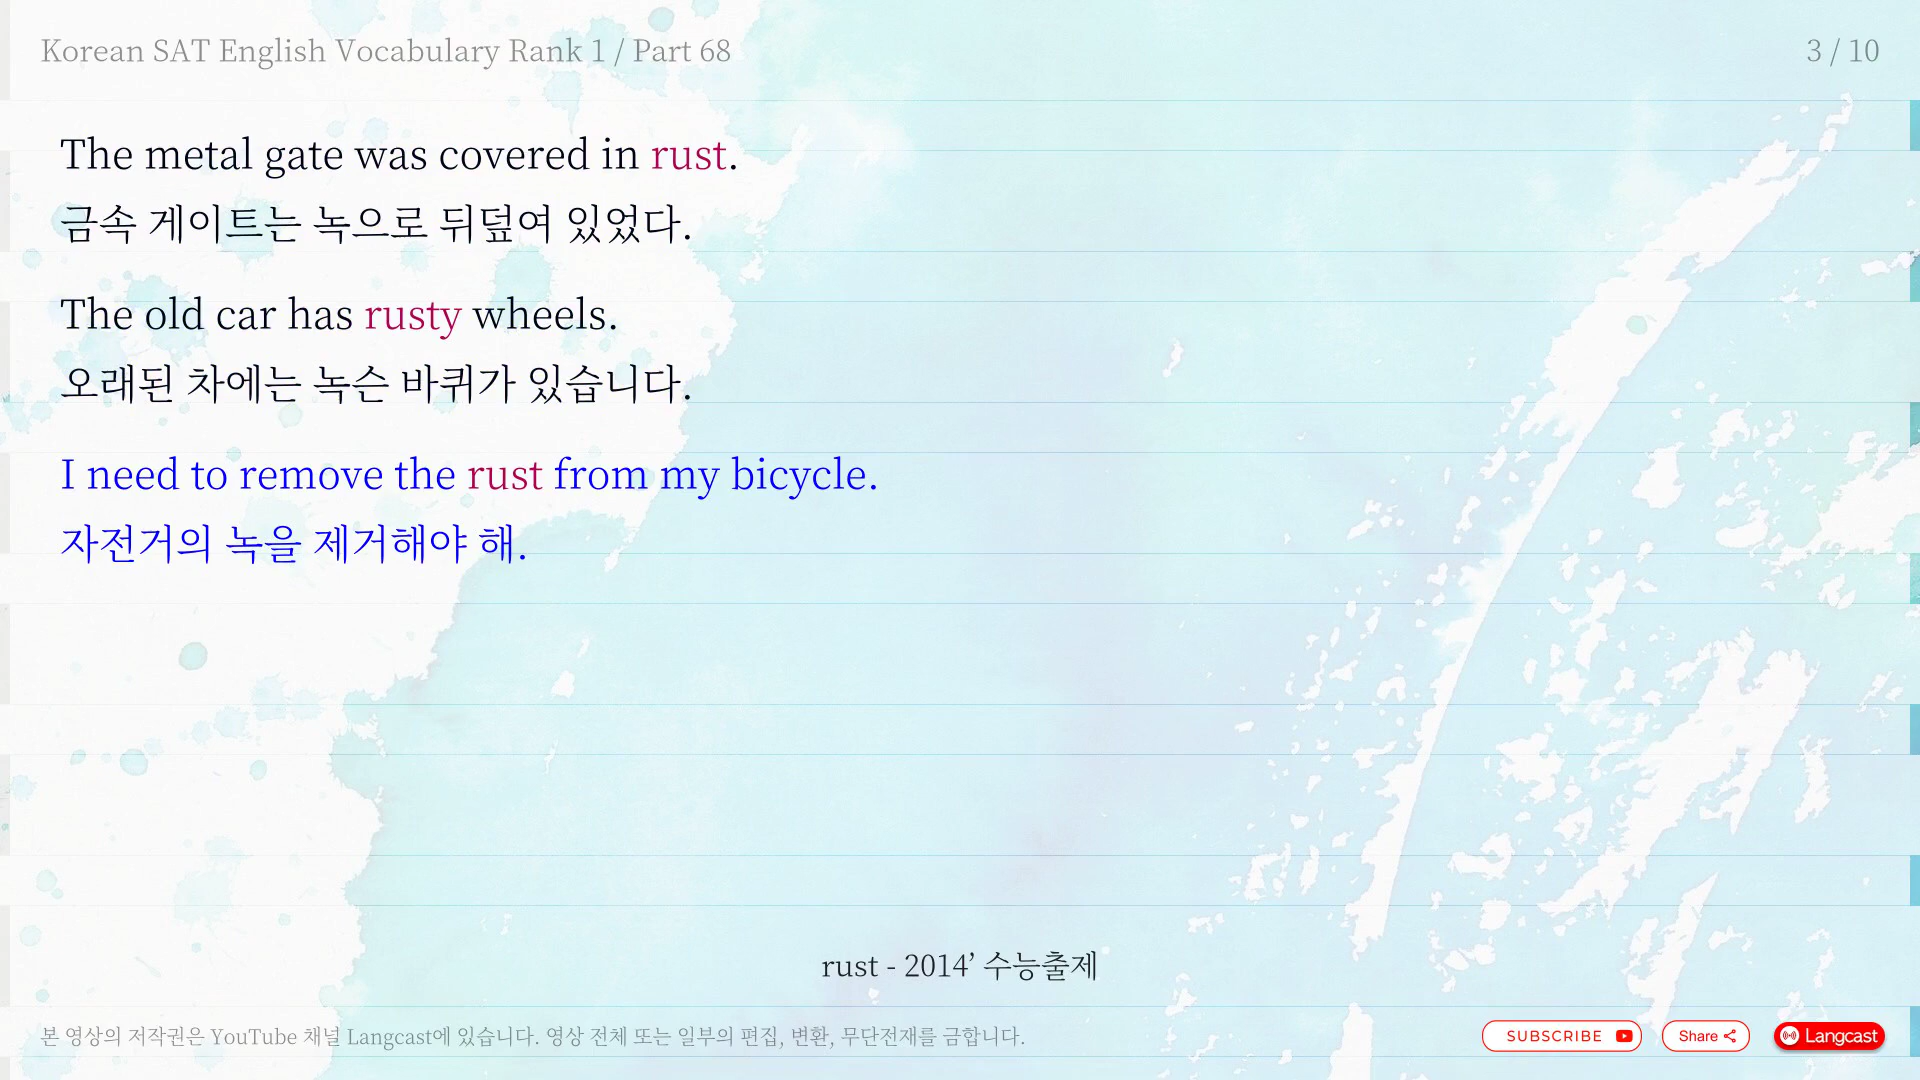 Korean SAT English Vocabulary Rank 1 / Part 68
3 / 10
The metal gate was covered in rust.
금속 게이트는 녹으로 뒤덮여 있었다.
The old car has rusty wheels.
오래된 차에는 녹슨 바퀴가 있습니다.
I need to remove the rust from my bicycle.
자전거의 녹을 제거해야 해.
rust - 2014’ 수능출제
본 영상의 저작권은 YouTube 채널 Langcast에 있습니다. 영상 전체 또는 일부의 편집, 변환, 무단전재를 금합니다.
SUBSCRIBE
Share
Langcast